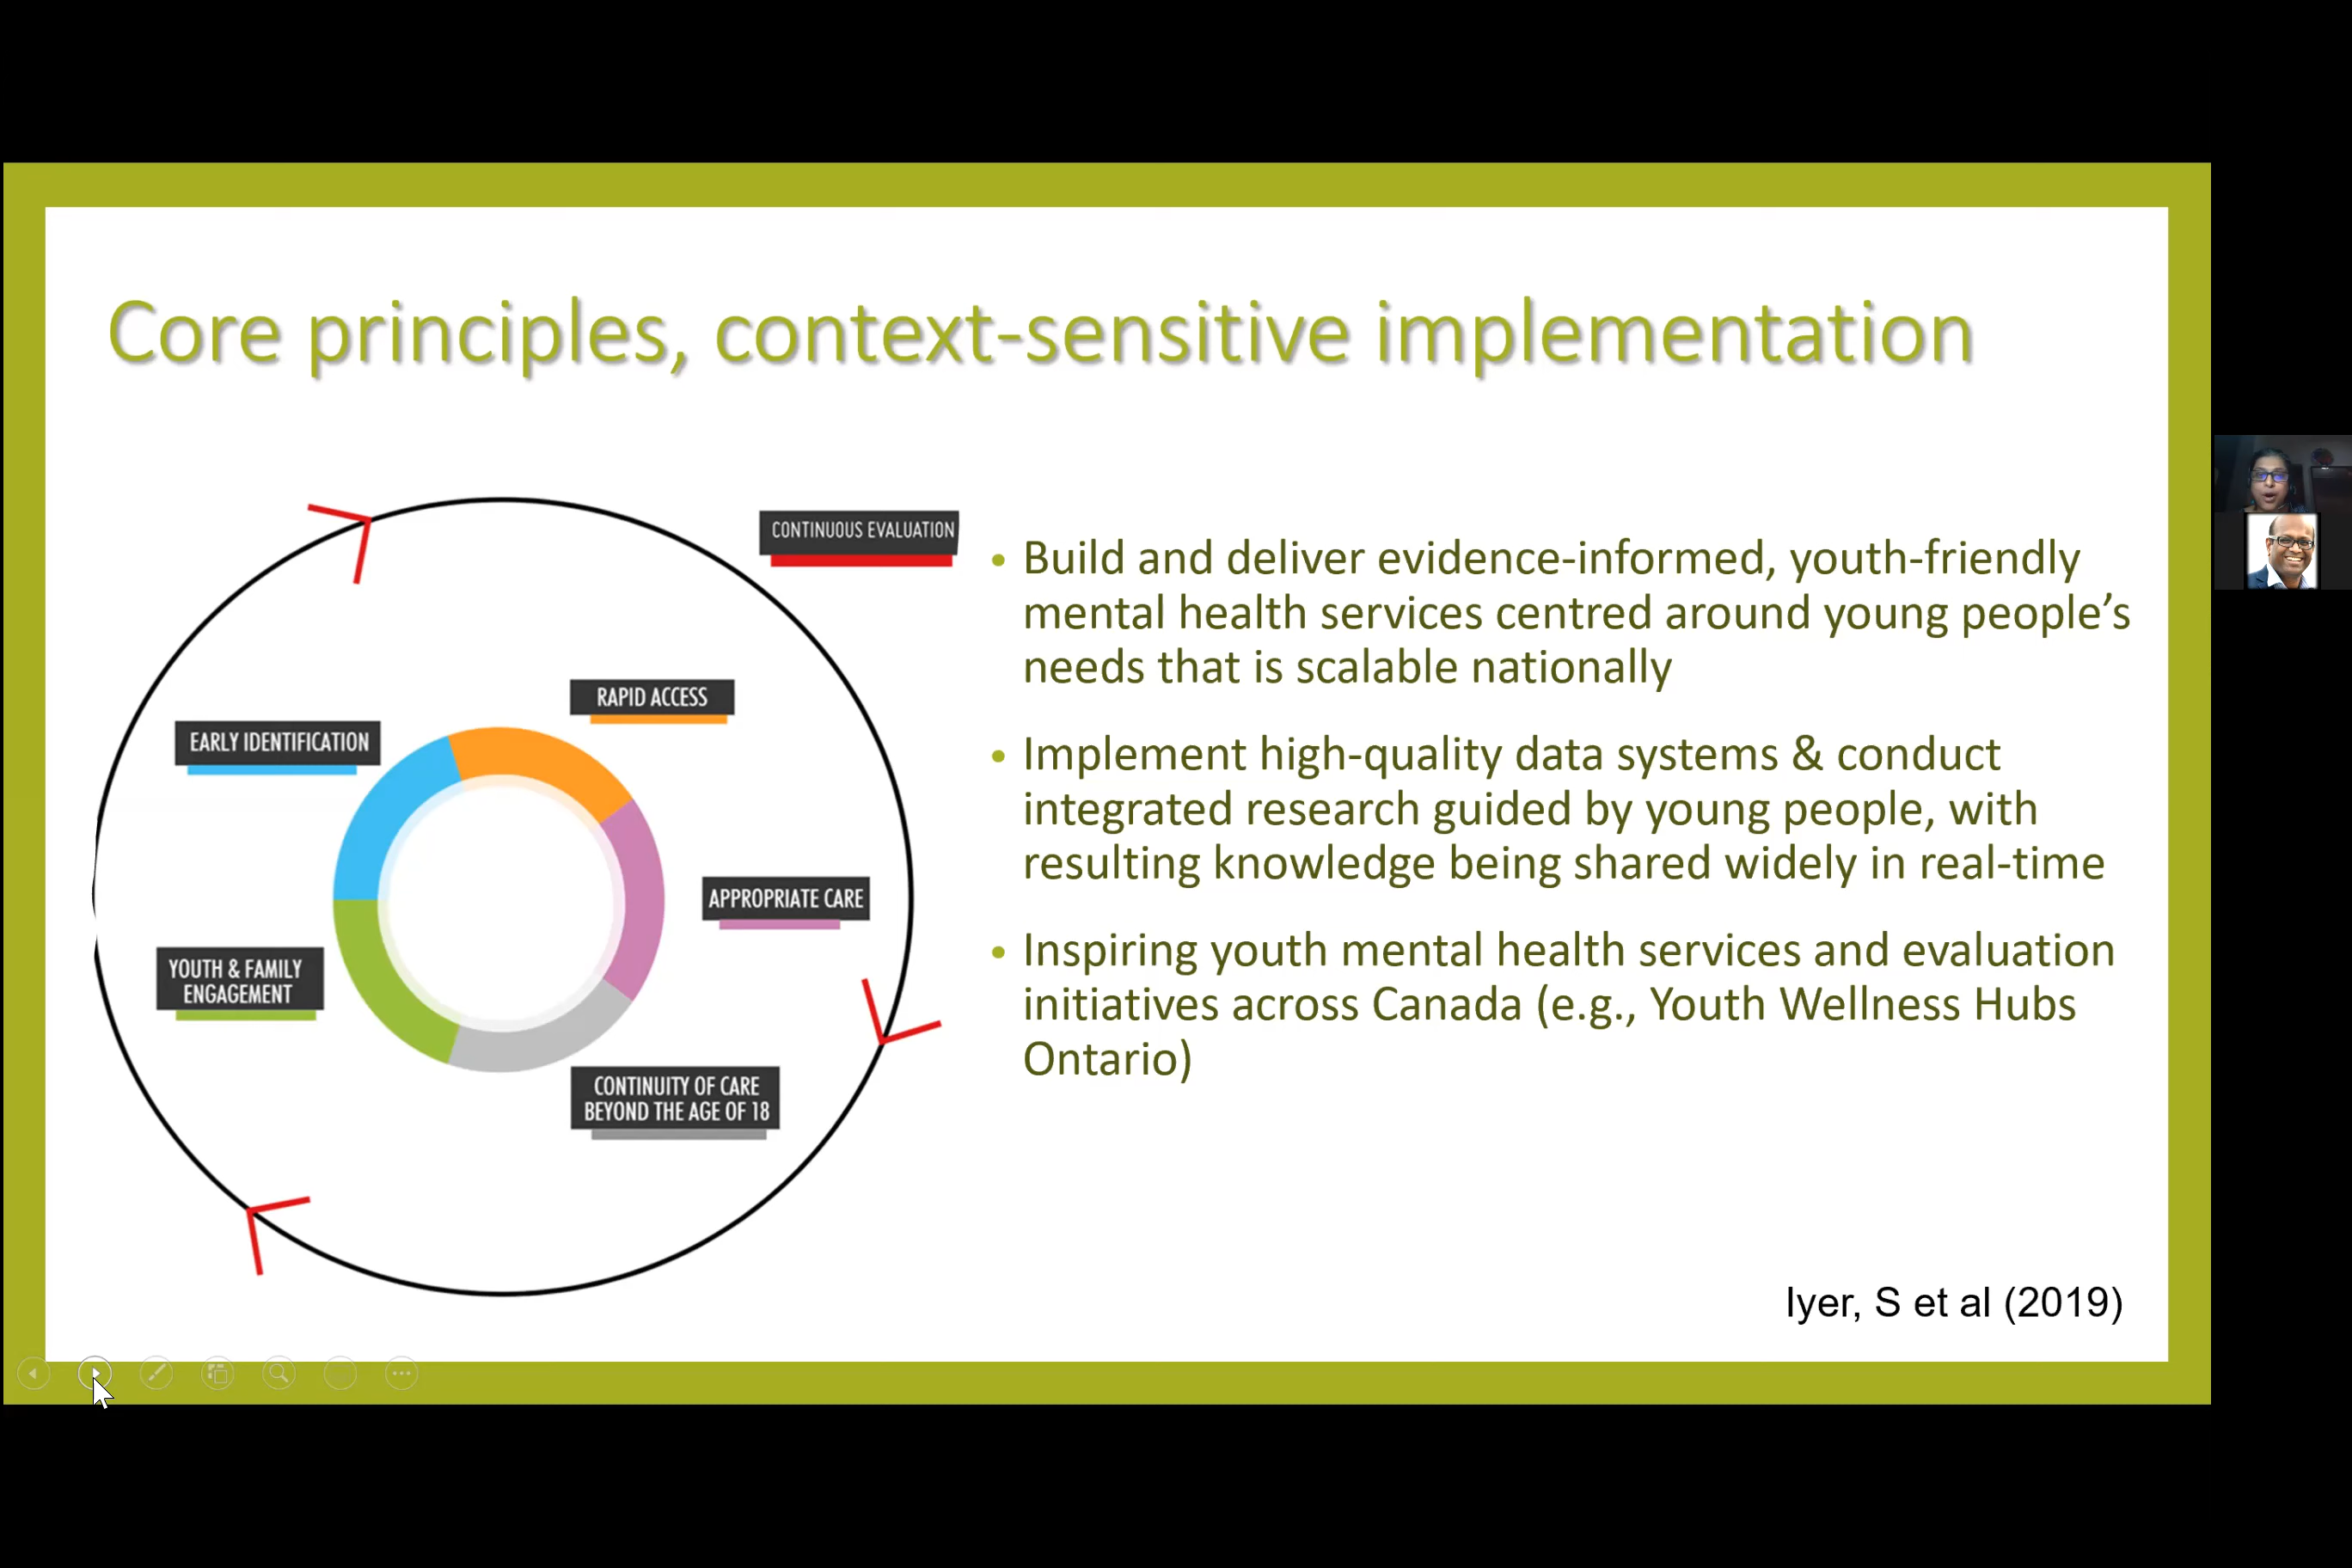 Core principles, context-sensitive implementation
CONTINUOUS EVALUATION
RAPID ACCESS
EARLY IDENTIFICATION
APPROPRIATE CARE
YOUTH & FAMILY
ENGAGEMENT
CONTINUITY OF CARE
BEYOND THE AGE OF 18
• Build and deliver evidence-informed, youth-friendly
mental health services centred around young people’s
needs that is scalable nationally
• Implement high-quality data systems & conduct
integrated research guided by young people, with
resulting knowledge being shared widely in real-time
• Inspiring youth mental health services and evaluation
initiatives across Canada (e.g., Youth Wellness Hubs
Ontario)
Iyer, S et al (2019)